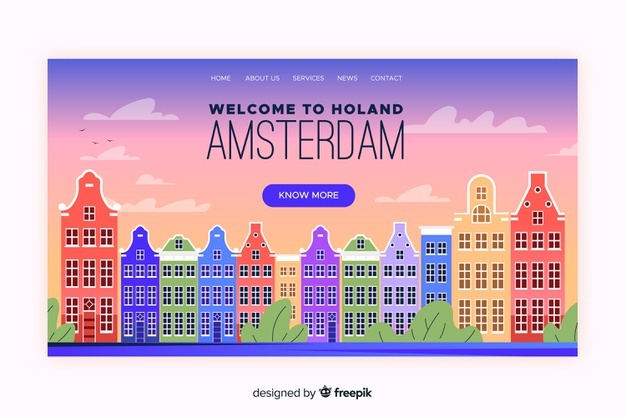 HOME ABOUT US SERVICES NEWS CONTACT
WELCOME TO HOLAND
AMSTERDAM
KNOW MORE
designed by freepik